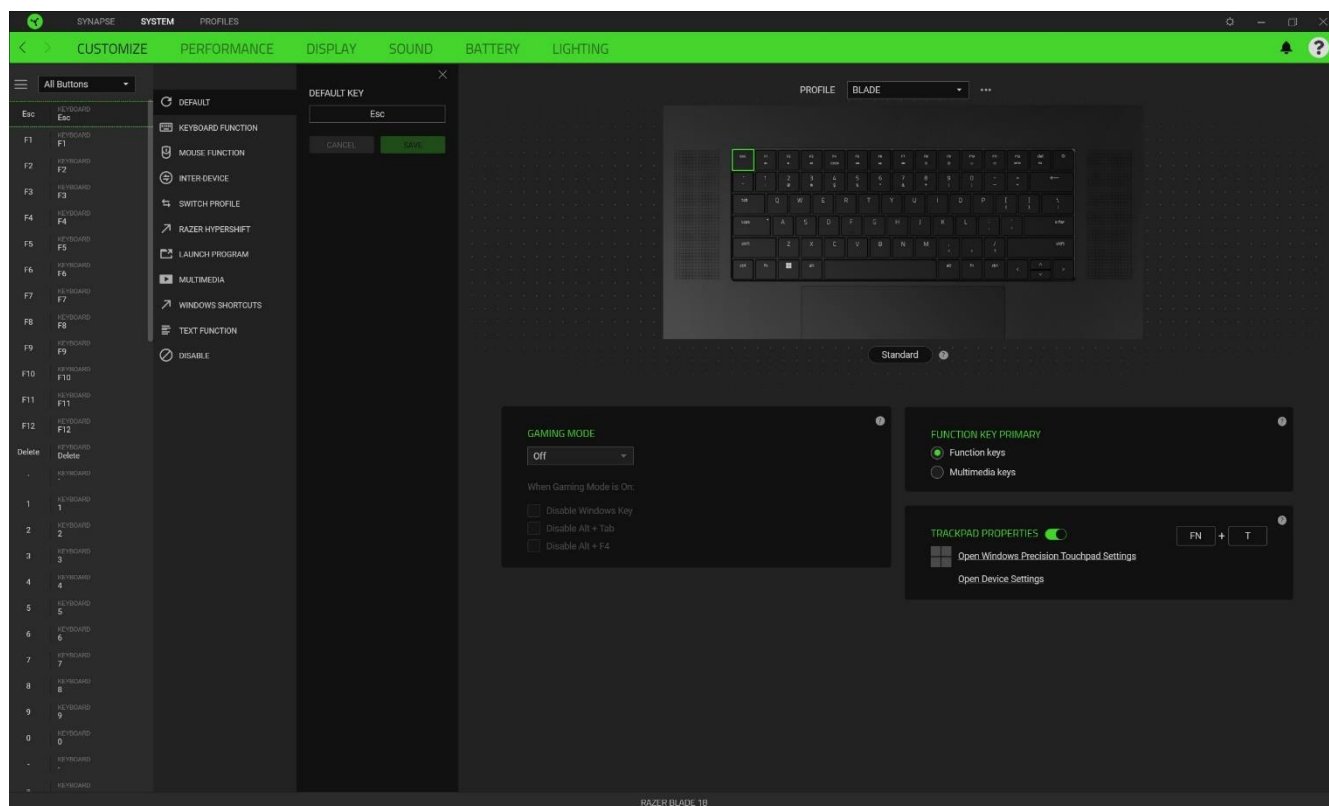 SYNAPSE SYSTEM PROFILES
CUSTOMIZE PERFORMANCE DISPLAY SOUND BATTERY LIGHTING
All Buttons
Esc KEYBOARD Esc
F1 KEYBOARD F1
F2 KEYBOARD F2
F3 KEYBOARD F3
F4 KEYBOARD F4
F5 KEYBOARD F5
F6 KEYBOARD F6
F7 KEYBOARD F7
F8 KEYBOARD F8
F9 KEYBOARD F9
F10 KEYBOARD F10
F11 KEYBOARD F11
F12 KEYBOARD F12
Delete KEYBOARD Delete
KEYBOARD
1 KEYBOARD 1
2 KEYBOARD 2
3 KEYBOARD 3
4 KEYBOARD 4
5 KEYBOARD 5
6 KEYBOARD 6
7 KEYBOARD 7
8 KEYBOARD 8
9 KEYBOARD 9
0 KEYBOARD 0
- KEYBOARD -
KEYBOARD
DEFAULT
KEYBOARD FUNCTION
MOUSE FUNCTION
INTER-DEVICE
SWITCH PROFILE
RAZER HYPERSHIFT
LAUNCH PROGRAM
MULTIMEDIA
WINDOWS SHORTCUTS
TEXT FUNCTION
DISABLE
DEFAULT KEY
Esc
CANCEL SAVE
PROFILE BLADE
Q W E R T Y U I O P
A S D F G H J K L
Z X C V B N M
Standard
GAMING MODE
Off
When Gaming Mode is On:
Disable Windows Key
Disable Alt + Tab
Disable Alt + F4
FUNCTION KEY PRIMARY
Function keys
Multimedia keys
TRACKPAD PROPERTIES FN + T
Open Windows Precision Touchpad Settings
Open Device Settings
RAZER BLADE 18